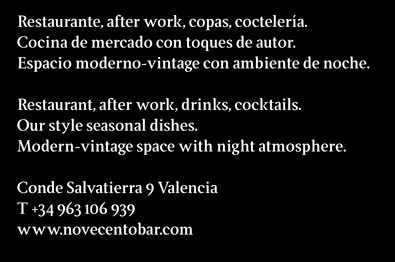 Restaurante, after work, copas, coctelería.
Cocina de mercado con toques de autor.
Espacio moderno-vintage con ambiente de noche.
Restaurant, after work, drinks, cocktails.
Our style seasonal dishes.
Modern-vintage space with night atmosphere.
Conde Salvatierra 9 Valencia
T +34 963 106 939
www.novecentobar.com